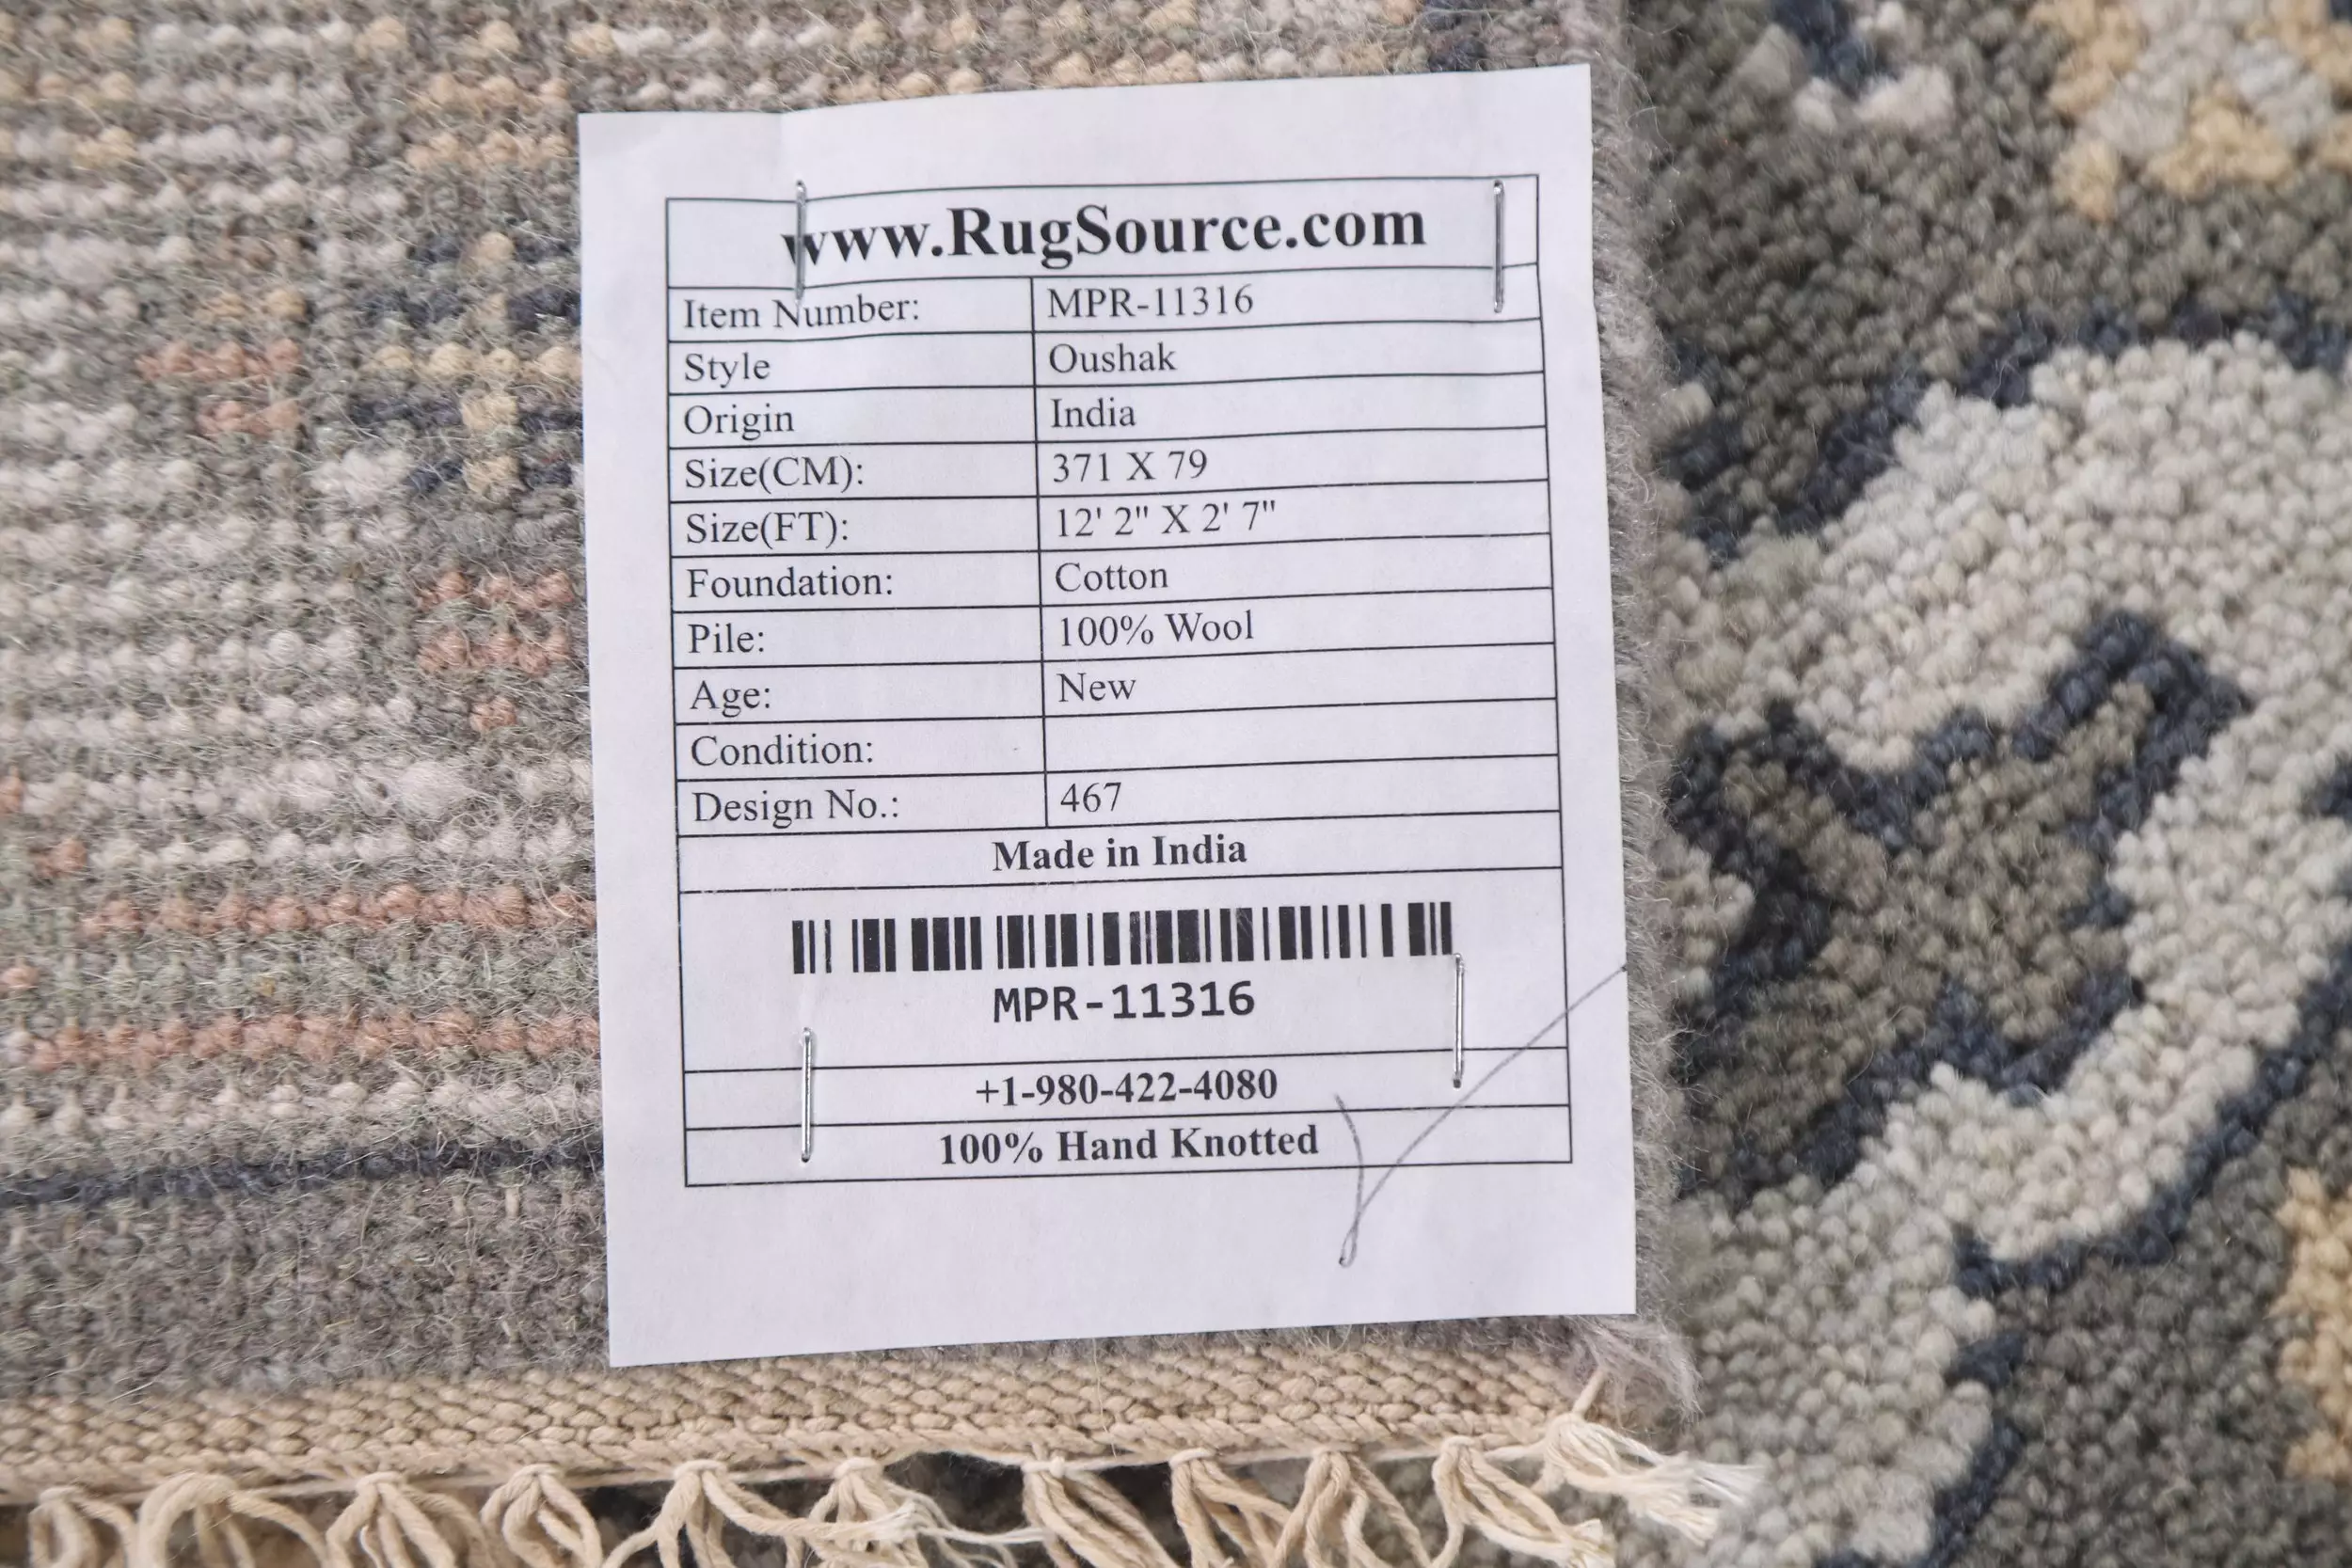 www.RugSource.com
Item Number: MPR-11316
Style Oushak
Origin India
Size(CM): 371 X 79
Size(FT): 12' 2" X 2' 7"
Foundation: Cotton
Pile: 100% Wool
Age: New
Condition:
Design No.: 467
Made in India
MPR-11316
+1-980-422-4080
100% Hand Knotted